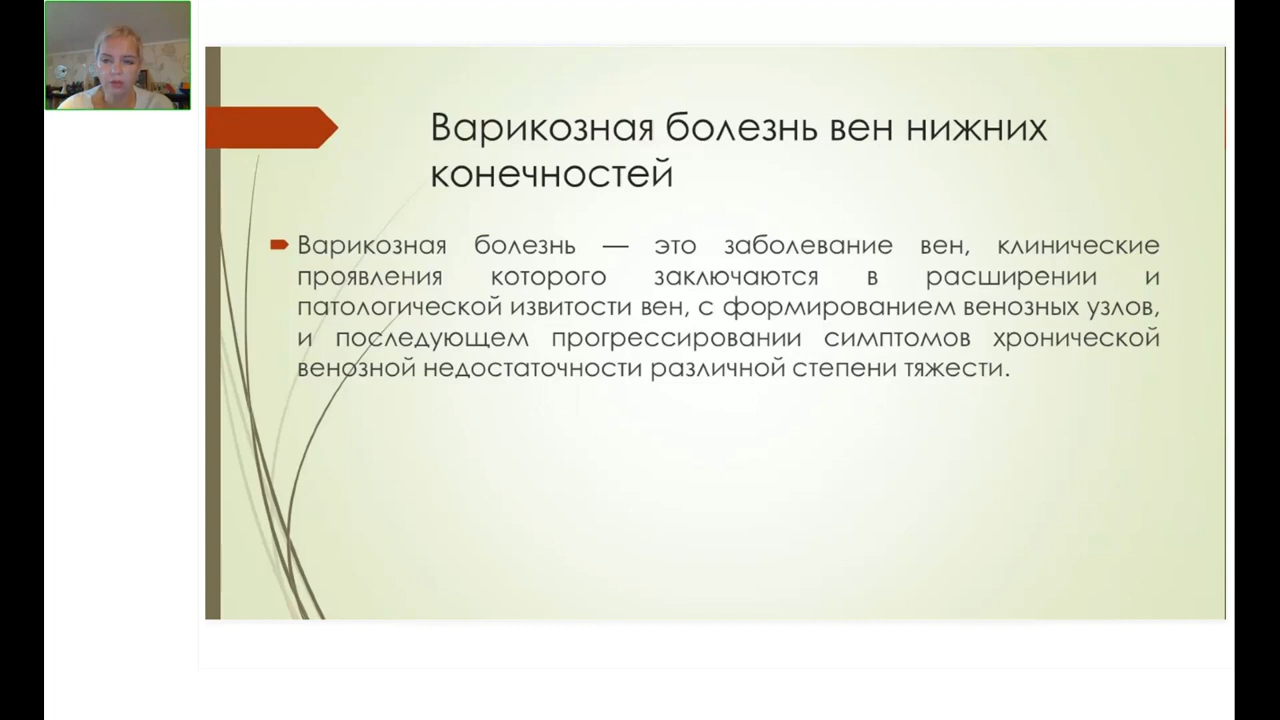 Варикозная болезнь вен нижних
конечностей
Варикозная болезнь — это заболевание вен, клинические
проявления которого заключаются в расширении и
патологической извитости вен, с формированием венозных узлов,
и последующем прогрессировании симптомов хронической
венозной недостаточности различной степени тяжести.